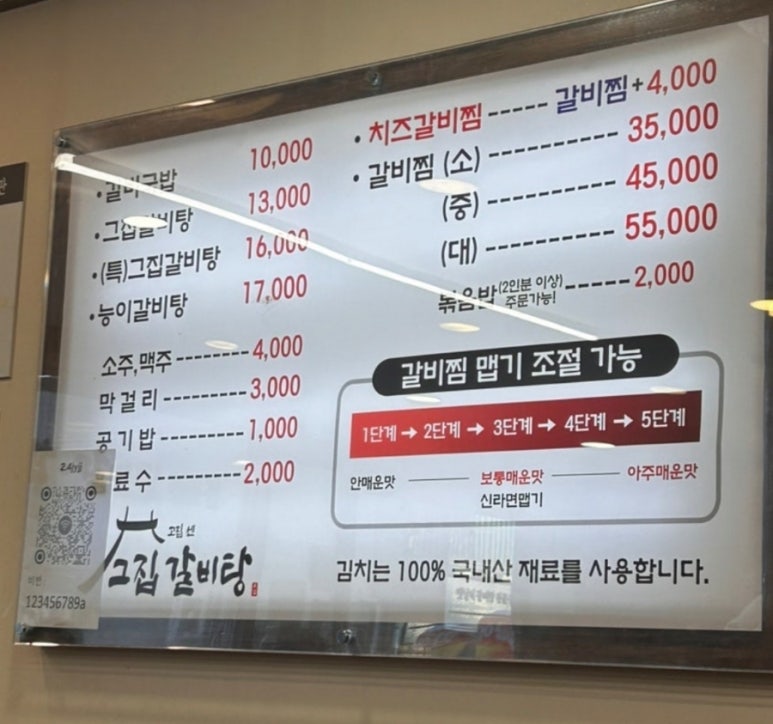 •갈비국밥 10,000
•그집갈비탕 13,000
•(특)그집갈비탕 16,000
•능이갈비탕 17,000
소주,맥주--------4,000
막걸리---------3,000
공기밥---------1,000
료수---------2,000
그집갈비탕
비번:
123456789a
•치즈갈비찜-----갈비찜+4,000
•갈비찜 (소)----------35,000
(중)----------45,000
(대)----------55,000
볶음밥(2인분 이상)-----2,000
주문가능!
갈비찜 맵기 조절 가능
1단계 → 2단계 → 3단계 → 4단계 → 5단계
안매운맛 보통매운맛 아주매운맛
신라면맵기
김치는 100% 국내산 재료를 사용합니다.